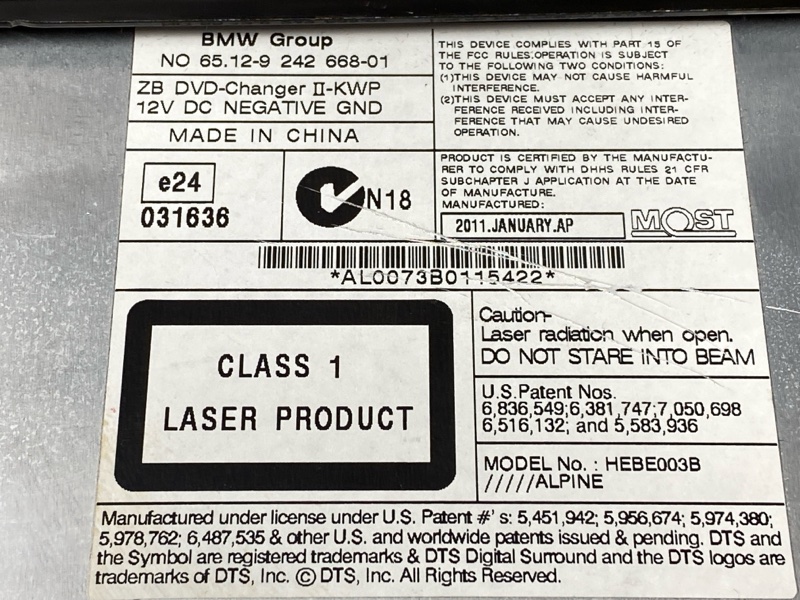 BMW Group
NO 65.12-9 242 668-01
ZB DVD-Changer II-KWP
12V DC NEGATIVE GND
MADE IN CHINA
THIS DEVICE COMPLIES WITH PART 15 OF
THE FCC RULES.OPERATION IS SUBJECT
TO THE FOLLOWING TWO CONDITIONS:
(1)THIS DEVICE MAY NOT CAUSE HARMFUL
INTERFERENCE.
(2)THIS DEVICE MUST ACCEPT ANY INTER-
FERENCE RECEIVED INCLUDING INTER-
FERENCE THAT MAY CAUSE UNDESIRED
OPERATION.
e24
031636
N18
PRODUCT IS CERTIFIED BY THE MANUFACTU-
RER TO COMPLY WITH DHHS RULES 21 CFR
SUBCHAPTER J APPLICATION AT THE DATE
OF MANUFACTURE.
MANUFACTURED:
2011.JANUARY.AP
MOST
*AL0073B0115422*
CLASS 1
LASER PRODUCT
Caution-
Laser radiation when open.
DO NOT STARE INTO BEAM
U.S.Patent Nos.
6,836,549;6,381,747;7,050,698
6,516,132; and 5,583,936
MODEL No. : HEBE003B
/////ALPINE
Manufactured under license under U.S. Patent #' s: 5,451,942; 5,956,674; 5,974,380;
5,978,762; 6,487,535 & other U.S. and worldwide patents issued & pending. DTS and
the Symbol are registered trademarks & DTS Digital Surround and the DTS logos are
trademarks of DTS, Inc. © DTS, Inc. All Rights Reserved.